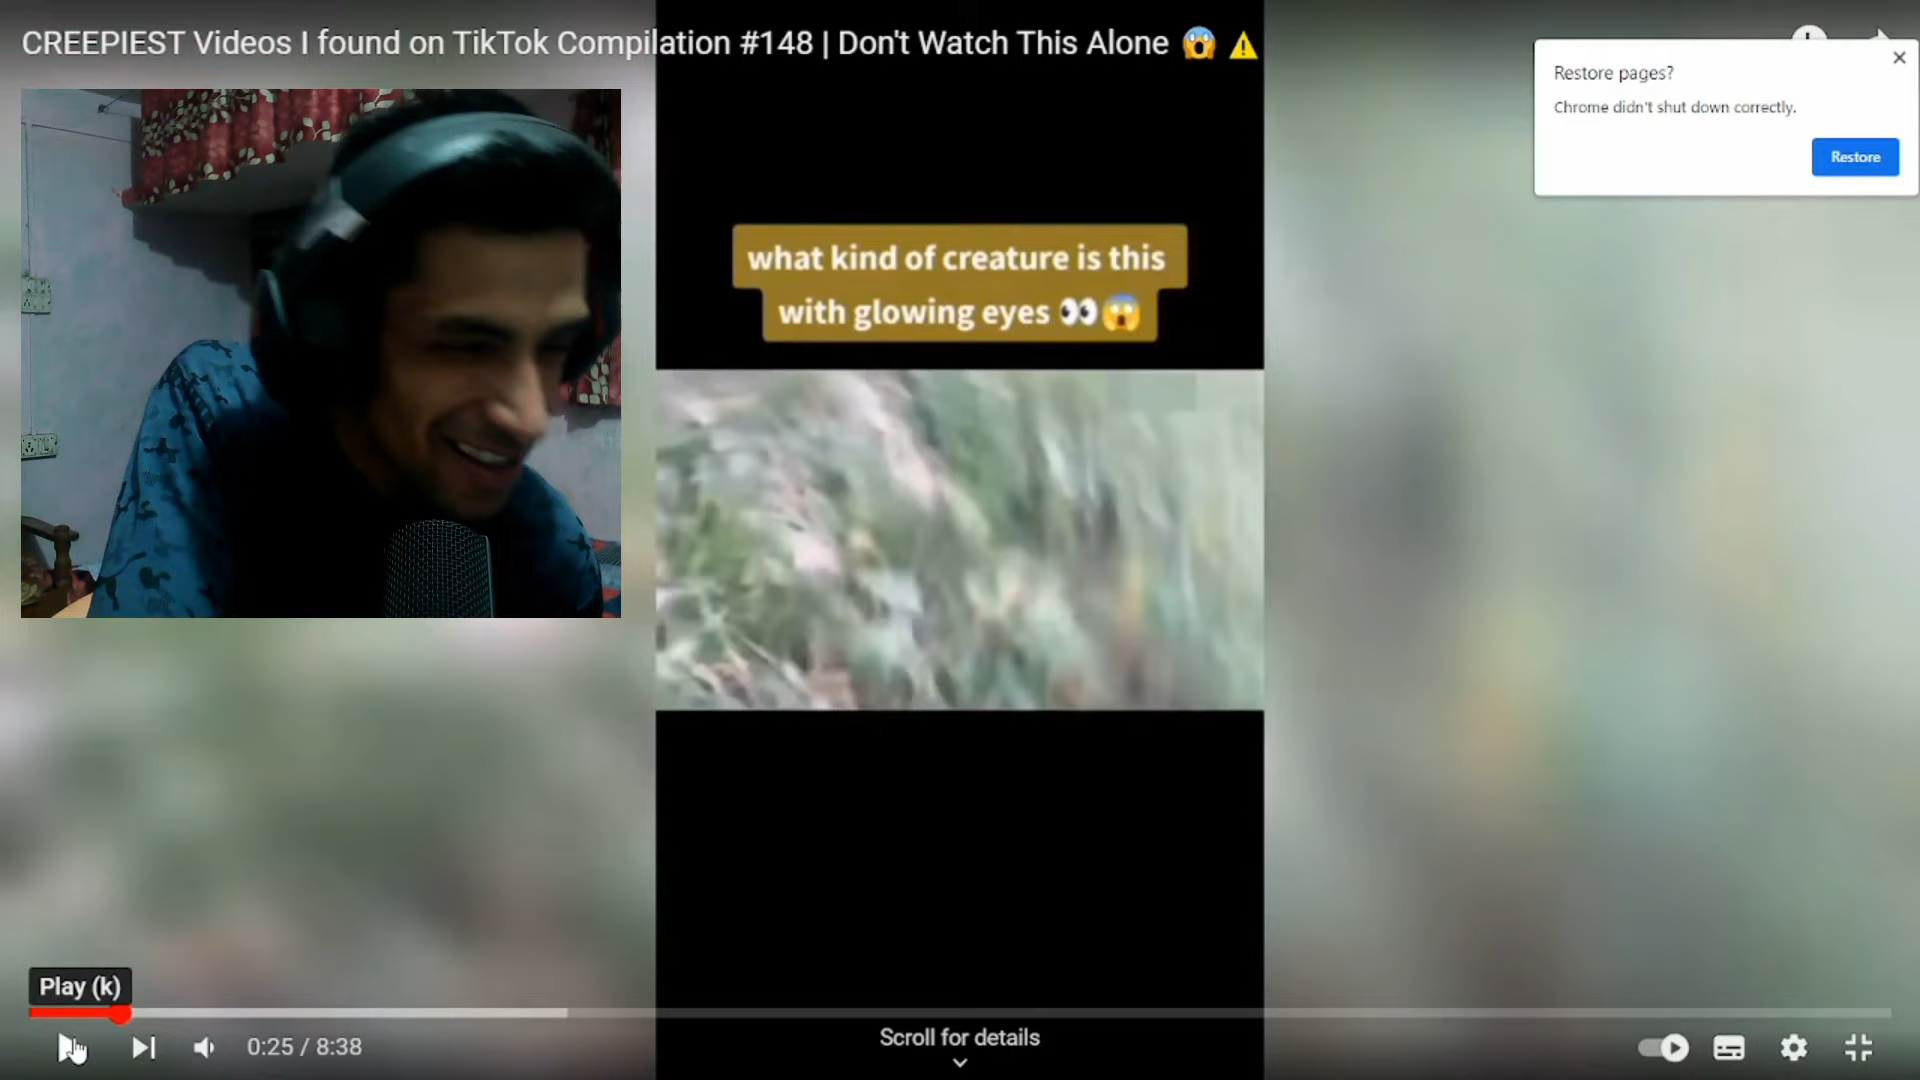 CREEPIEST Videos I found on TikTok Compilation #148 | Don't Watch This Alone 😱 ⚠️
Restore pages?
Chrome didn't shut down correctly.
Restore
what kind of creature is this
with glowing eyes 👀😱
Play (k)
0:25 / 8:38
Scroll for details